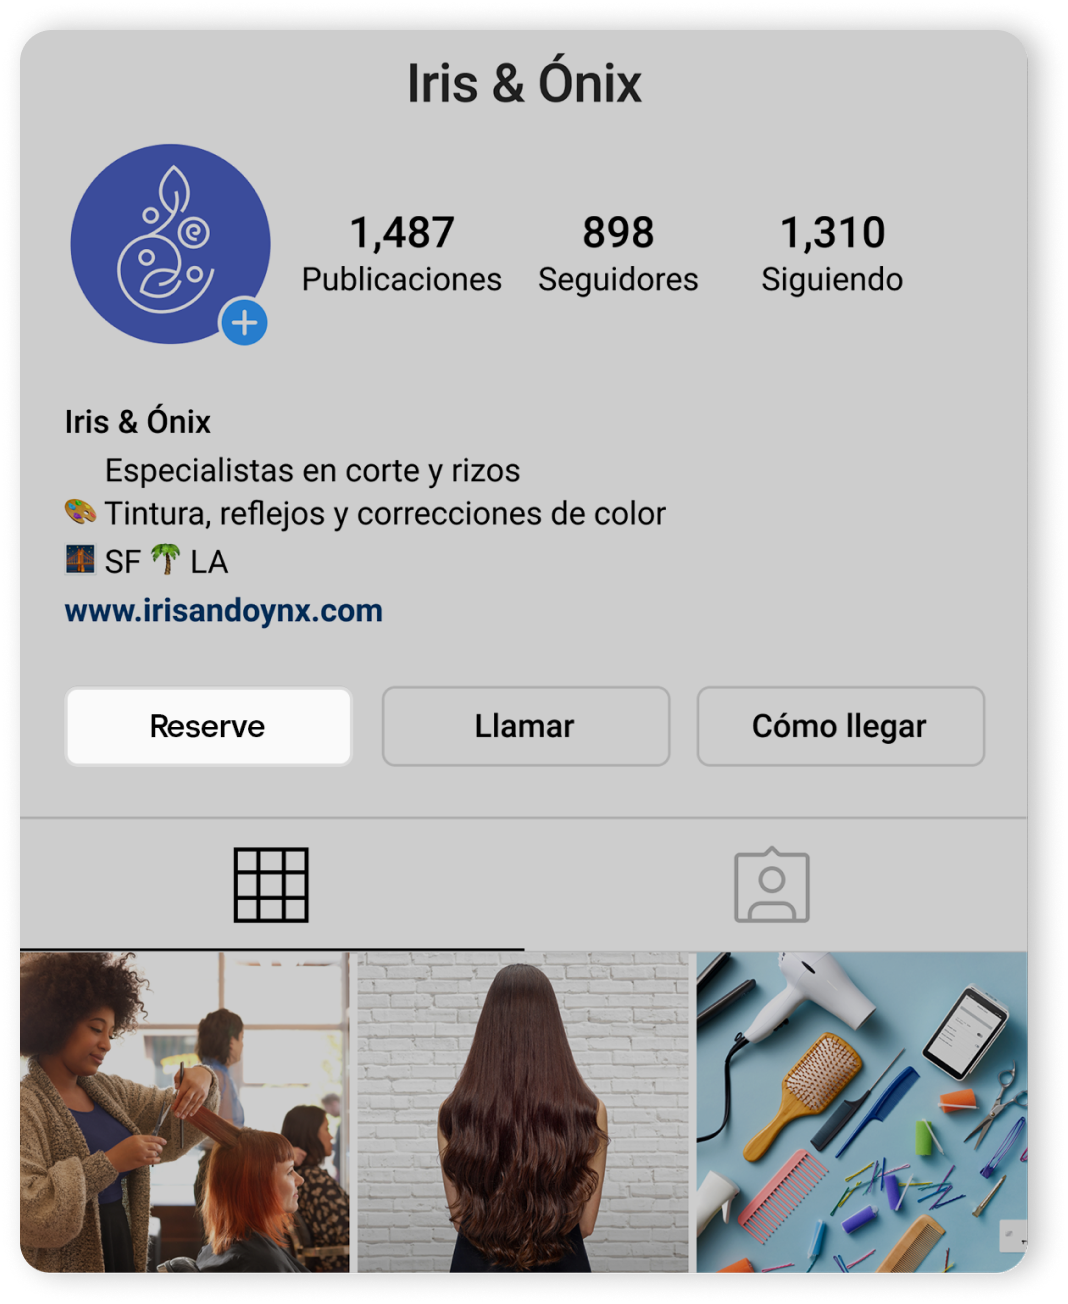 Iris & Ónix
1,487 898 1,310
Publicaciones Seguidores Siguiendo
Iris & Ónix
Especialistas en corte y rizos
🎨 Tintura, reflejos y correcciones de color
🌉 SF 🌴 LA
www.irisandoynx.com
Reserve Llamar Cómo llegar